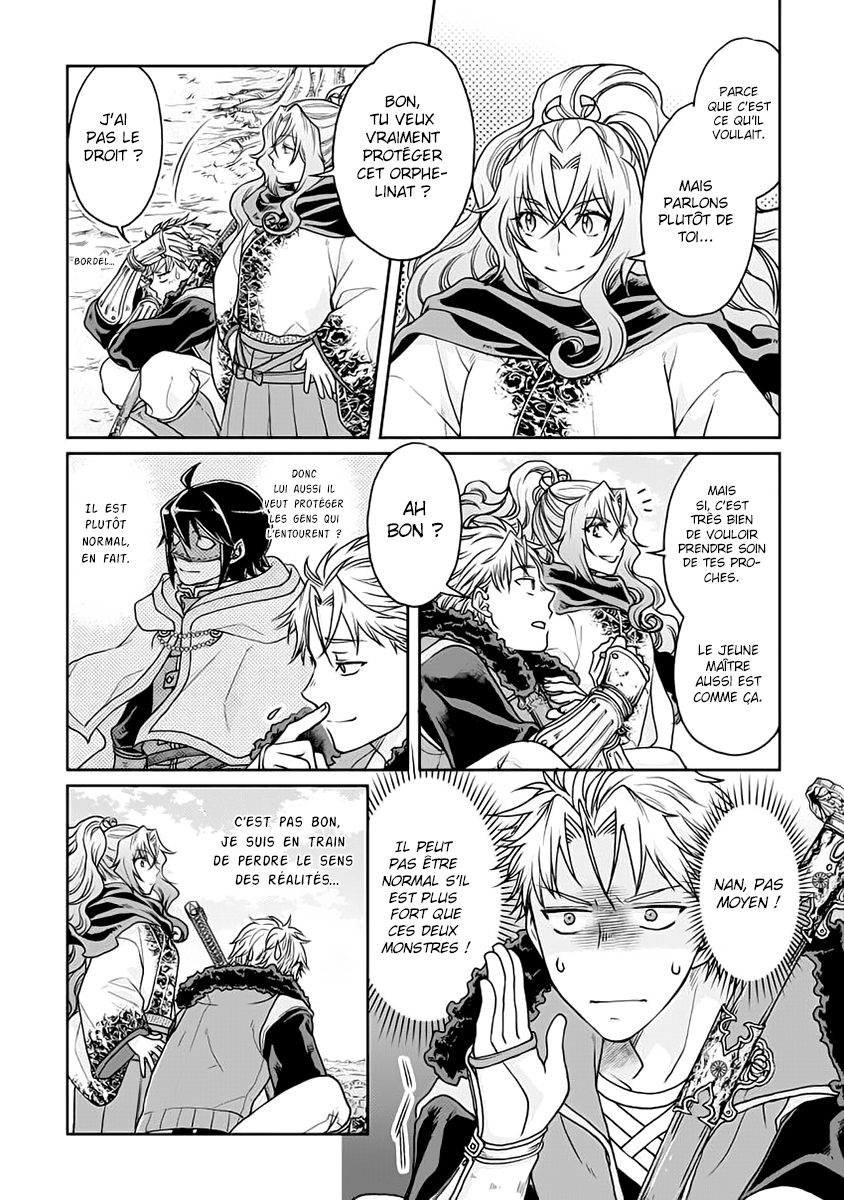 PARCE
QUE C'EST
CE QU'IL
VOULAIT.
MAIS
PARLONS
PLUTÔT DE
TOI...
BON,
TU VEUX
VRAIMENT
PROTÉGER
CET ORPHE-
LINAT ?
J'AI
PAS LE
DROIT ?
BORDEL...
MAIS
SI, C'EST
TRÈS BIEN
DE VOULOIR
PRENDRE SOIN
DE TES PRO-
CHES.
LE JEUNE
MAÎTRE
AUSSI EST
COMME ÇA.
AH
BON ?
DONC
LUI AUSSI IL
VEUT PROTÉGER
LES GENS QUI
L'ENTOURENT ?
IL EST
PLUTÔT
NORMAL,
EN FAIT.
NAN, PAS
MOYEN !
IL PEUT
PAS ÊTRE
NORMAL S'IL
EST PLUS
FORT QUE
CES DEUX
MONSTRES !
C'EST PAS BON,
JE SUIS EN TRAIN
DE PERDRE LE SENS
DES RÉALITÉS...